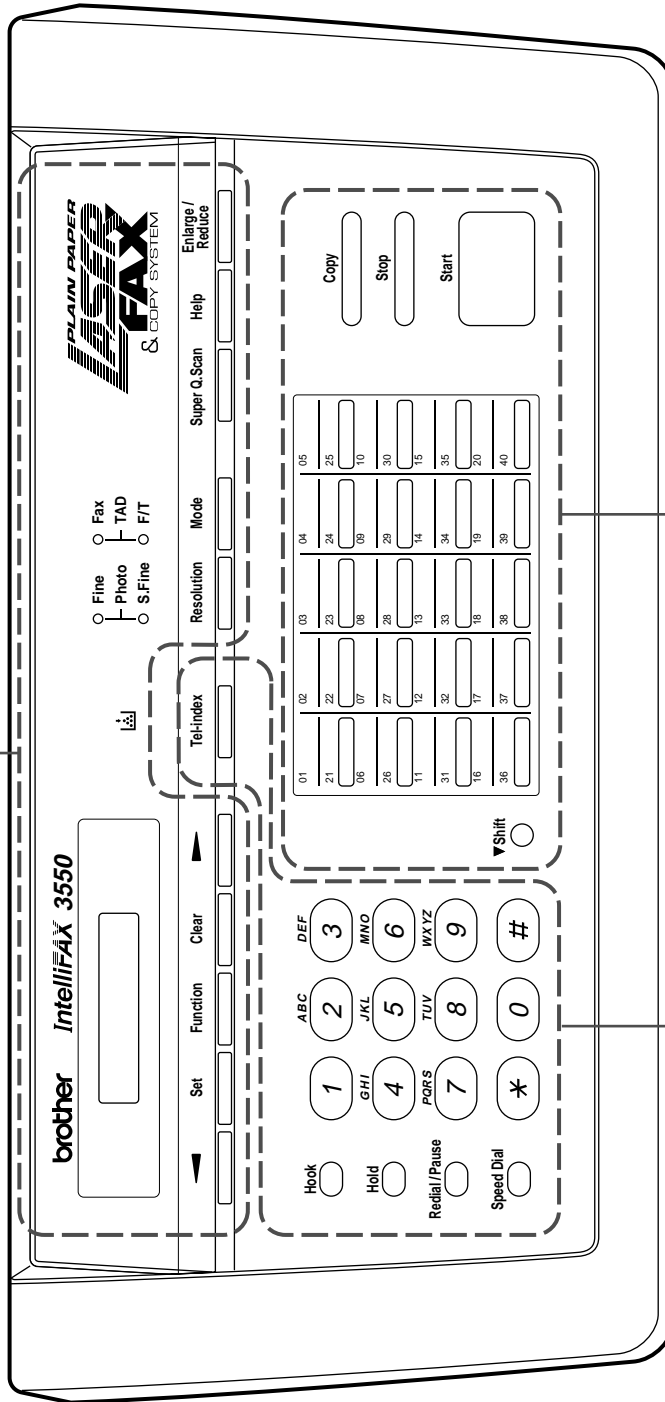 brother IntelliFAX 3550
Fine
Photo
S.Fine
Fax
TAD
F/T
PLAIN PAPER
LASER
FAX
& COPY SYSTEM
Set
Function
Clear
Tel-index
Resolution
Mode
Super Q.Scan
Help
Enlarge /
Reduce
Hook
Hold
Redial / Pause
Speed Dial
ABC DEF
1 2 3
GHI JKL MNO
4 5 6
PQRS TUV WXYZ
7 8 9
* 0 #
▼Shift
01 02 03 04 05
21 22 23 24 25
06 07 08 09 10
26 27 28 29 30
11 12 13 14 15
31 32 33 34 35
16 17 18 19 20
36 37 38 39 40
Copy
Stop
Start